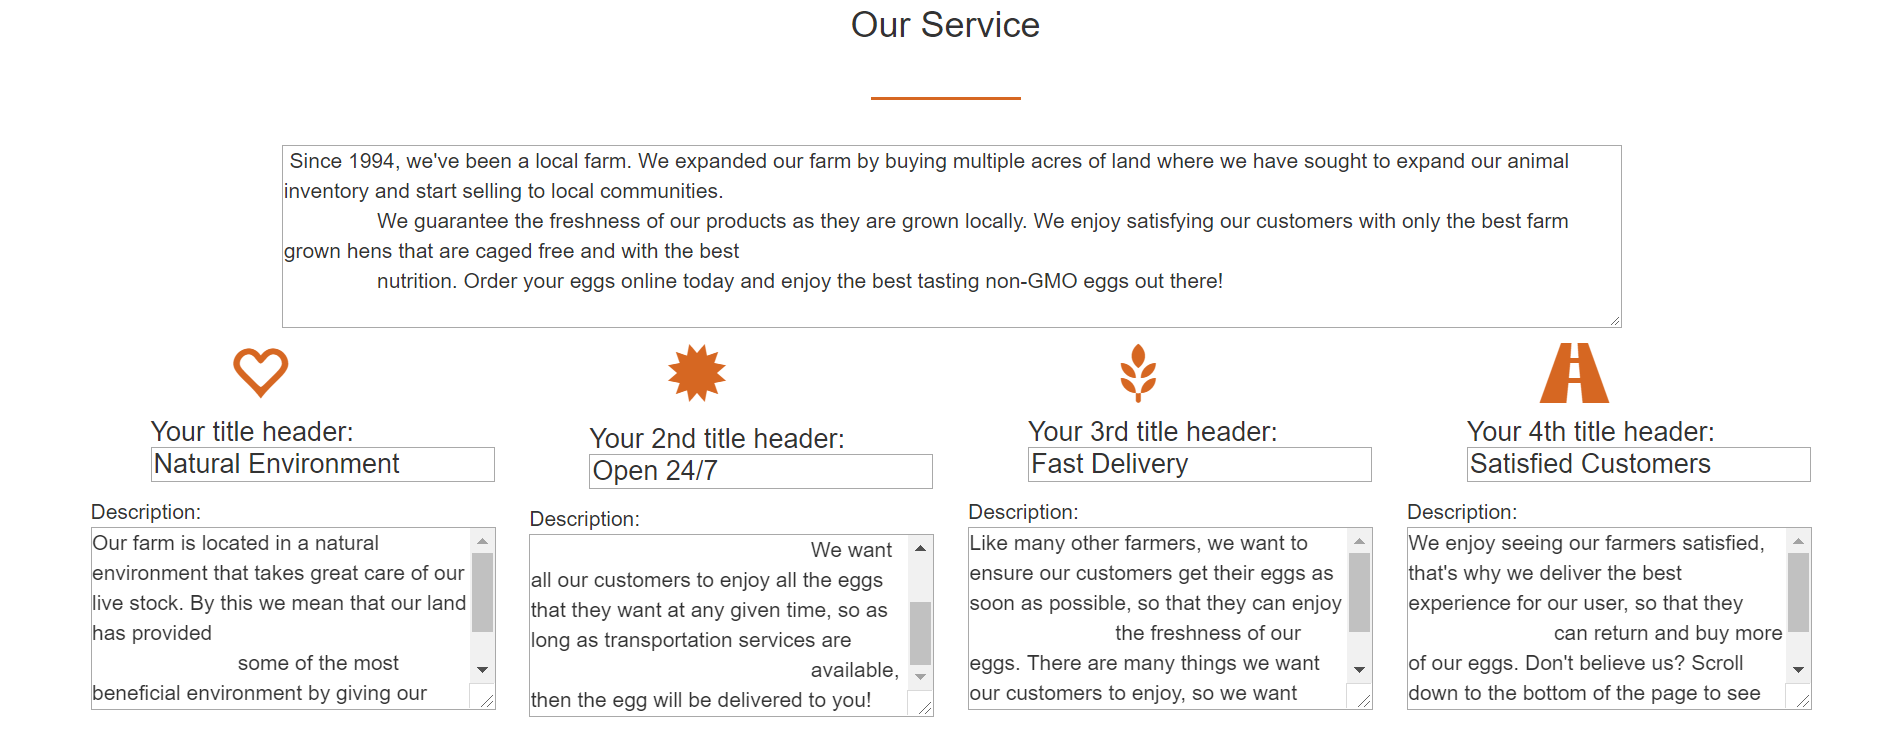 Our Service
Since 1994, we've been a local farm. We expanded our farm by buying multiple acres of land where we have sought to expand our animal
inventory and start selling to local communities.
We guarantee the freshness of our products as they are grown locally. We enjoy satisfying our customers with only the best farm
grown hens that are caged free and with the best
nutrition. Order your eggs online today and enjoy the best tasting non-GMO eggs out there!
Your title header:
Natural Environment
Description:
Our farm is located in a natural
environment that takes great care of our
live stock. By this we mean that our land
has provided
some of the most
beneficial environment by giving our
Your 2nd title header:
Open 24/7
Description:
We want
all our customers to enjoy all the eggs
that they want at any given time, so as
long as transportation services are
available,
then the egg will be delivered to you!
Your 3rd title header:
Fast Delivery
Description:
Like many other farmers, we want to
ensure our customers get their eggs as
soon as possible, so that they can enjoy
the freshness of our
eggs. There are many things we want
our customers to enjoy, so we want
Your 4th title header:
Satisfied Customers
Description:
We enjoy seeing our farmers satisfied,
that's why we deliver the best
experience for our user, so that they
can return and buy more
of our eggs. Don't believe us? Scroll
down to the bottom of the page to see